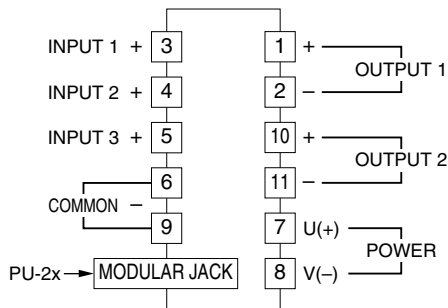 INPUT 1 + 3
1 +
OUTPUT 1
INPUT 2 + 4
2 –
INPUT 3 + 5
10 +
OUTPUT 2
6
11 –
COMMON –
9
7 U(+)
POWER
PU-2x MODULAR JACK
8 V(–)